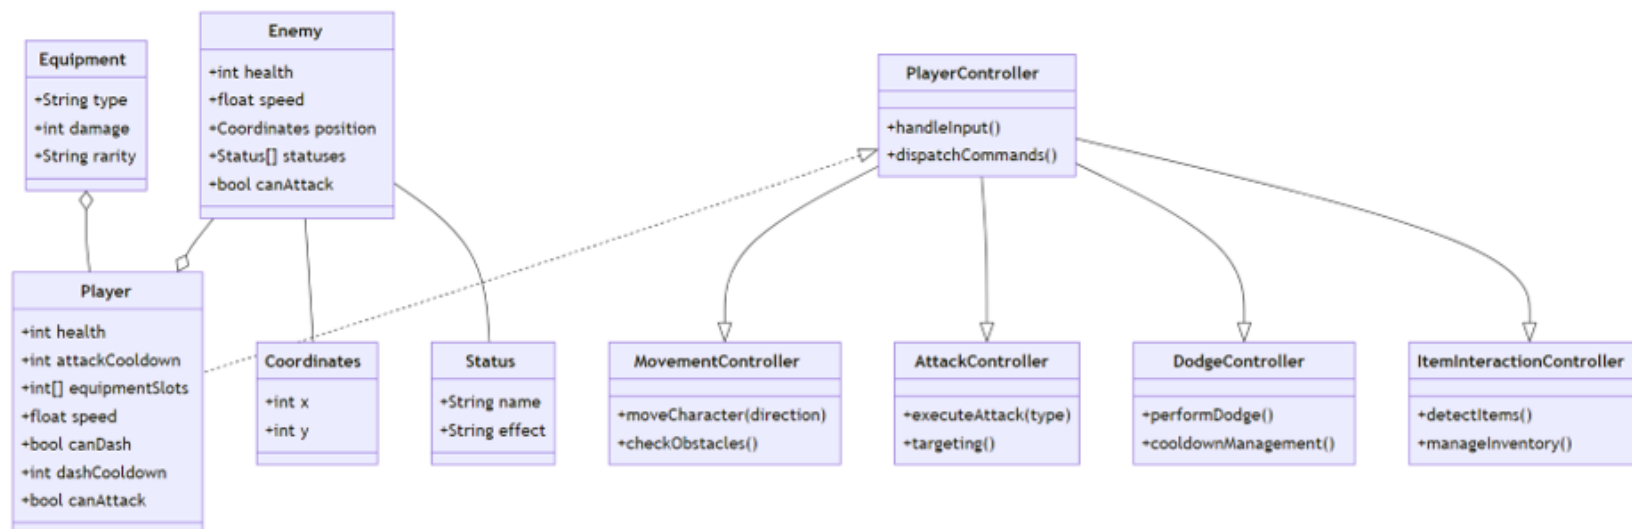 Equipment
+String type
+int damage
+String rarity
Enemy
+int health
+float speed
+Coordinates position
+Status[] statuses
+bool canAttack
PlayerController
+handleInput()
+dispatchCommands()
Player
+int health
+int attackCooldown
+int[] equipmentSlots
+float speed
+bool canDash
+int dashCooldown
+bool canAttack
Coordinates
+int x
+int y
Status
+String name
+String effect
MovementController
+moveCharacter(direction)
+checkObstacles()
AttackController
+executeAttack(type)
+targeting()
DodgeController
+performDodge()
+cooldownManagement()
ItemInteractionController
+detectItems()
+manageInventory()